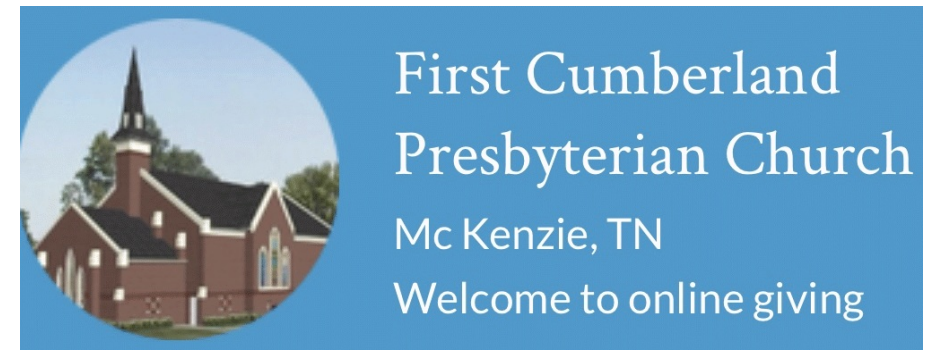 First Cumberland
Presbyterian Church
Mc Kenzie, TN
Welcome to online giving